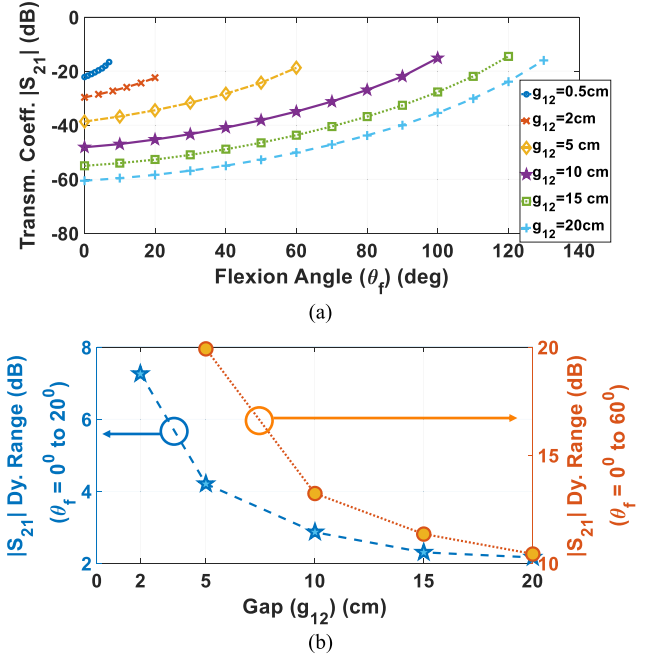 0
-20
-40
-60
-80
Transm. Coeff. |S21| (dB)
0 20 40 60 80 100 120 140
Flexion Angle (θf) (deg)
g12=0.5cm
g12=2cm
g12=5 cm
g12=10 cm
g12=15 cm
g12=20cm
(a)
8
6
4
2
|S21| Dy. Range (dB)
(θf = 0⁰ to 20⁰)
20
15
10
|S21| Dy. Range (dB)
(θf = 0⁰ to 60⁰)
0 2 5 10 15 20
Gap (g12) (cm)
(b)